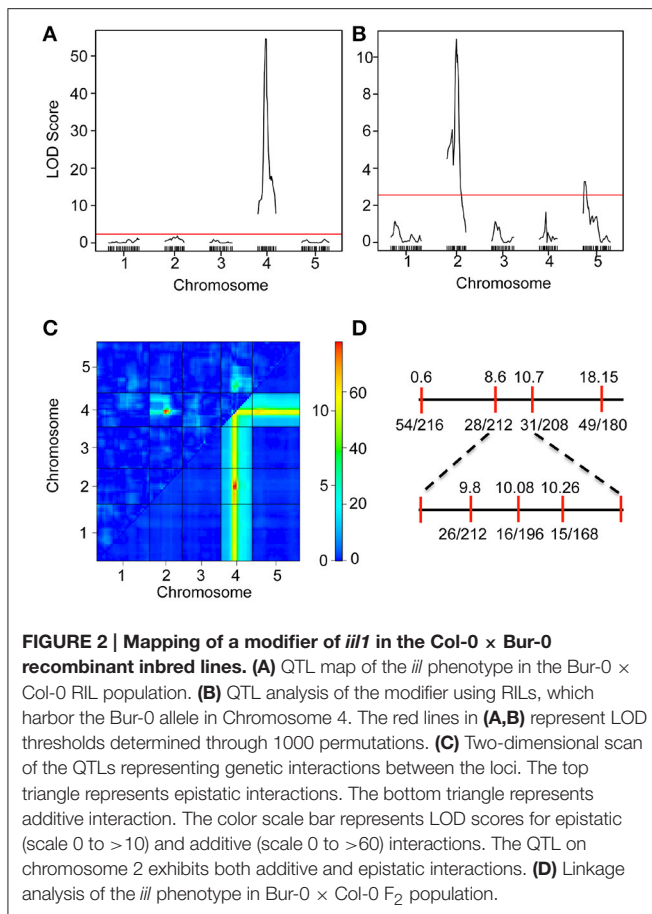 A
B
50
40
30
20
10
0
LOD Score
1 2 3 4 5
Chromosome
10
8
6
4
2
0
1 2 3 4 5
Chromosome
C
D
5
4
3
2
1
Chromosome
1 2 3 4 5
Chromosome
10
5
0
60
40
20
0
0.6 8.6 10.7 18.15
54/216 28/212 31/208 49/180
9.8 10.08 10.26
26/212 16/196 15/168
FIGURE 2 | Mapping of a modifier of iil1 in the Col-0 × Bur-0
recombinant inbred lines. (A) QTL map of the iil phenotype in the Bur-0 ×
Col-0 RIL population. (B) QTL analysis of the modifier using RILs, which
harbor the Bur-0 allele in Chromosome 4. The red lines in (A,B) represent LOD
thresholds determined through 1000 permutations. (C) Two-dimensional scan
of the QTLs representing genetic interactions between the loci. The top
triangle represents epistatic interactions. The bottom triangle represents
additive interaction. The color scale bar represents LOD scores for epistatic
(scale 0 to >10) and additive (scale 0 to >60) interactions. The QTL on
chromosome 2 exhibits both additive and epistatic interactions. (D) Linkage
analysis of the iil phenotype in Bur-0 × Col-0 F2 population.